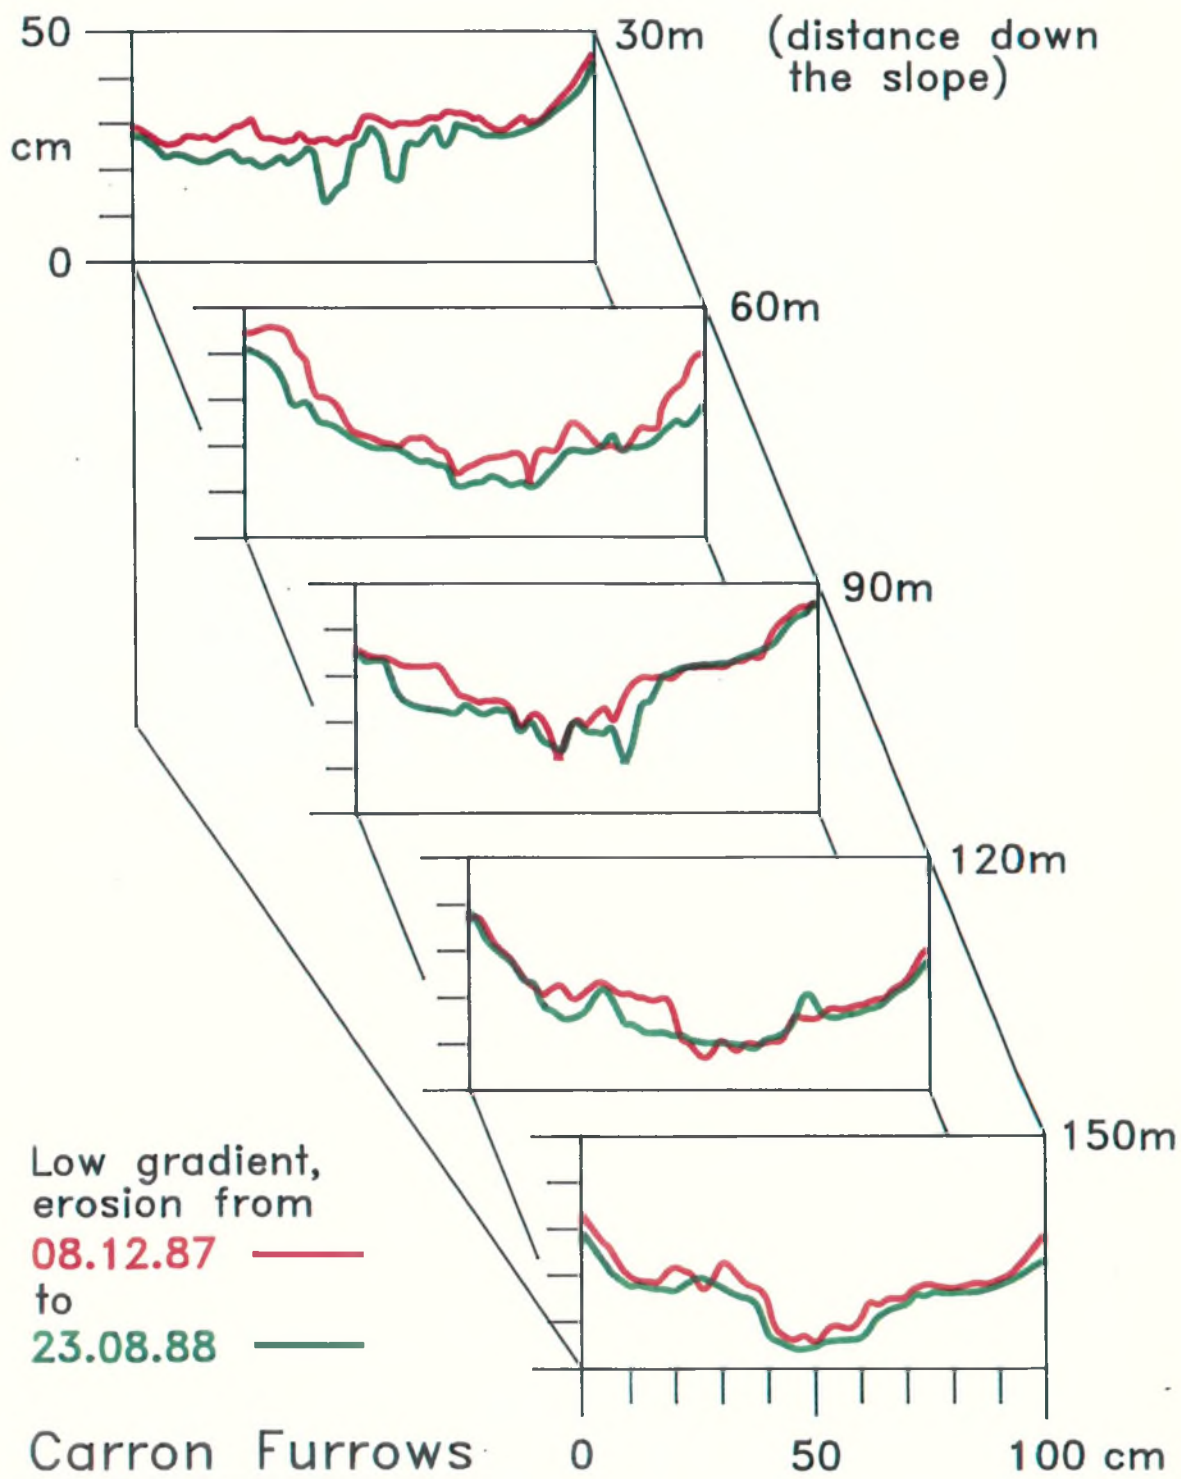 50
30m
(distance down
the slope)
cm
0
60m
90m
120m
150m
Low gradient,
erosion from
08.12.87
to
23.08.88
Carron Furrows
0
50
100 cm